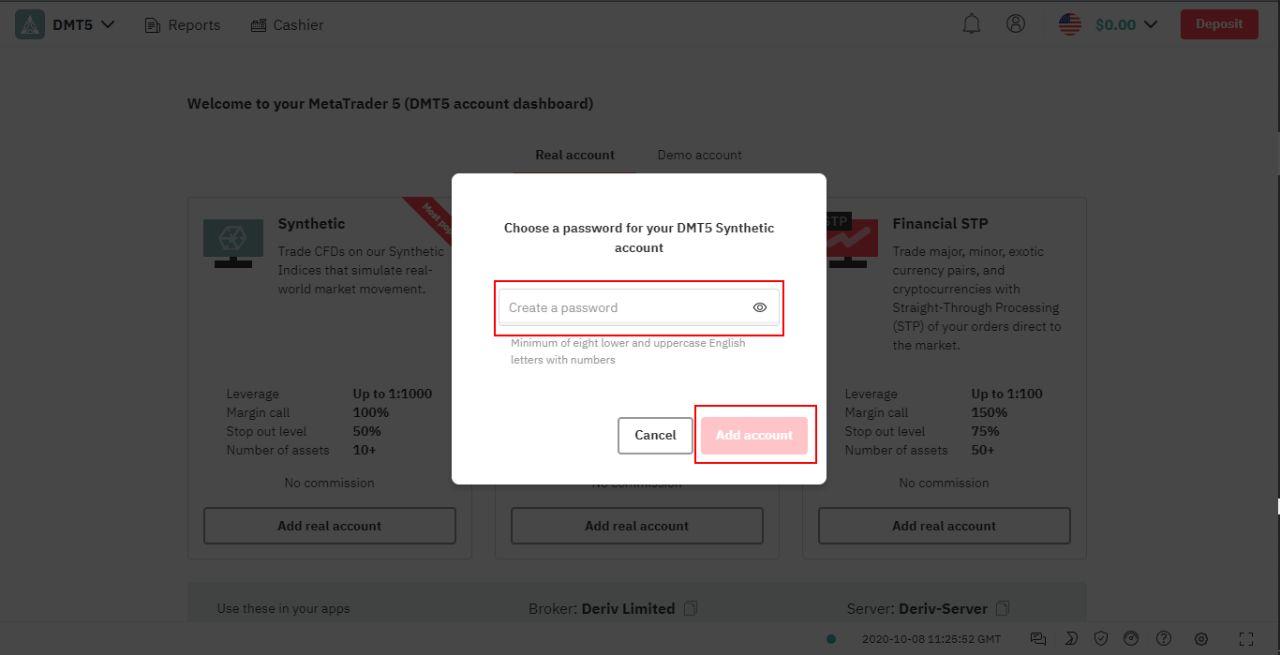 DMT5
Reports
Cashier
$0.00
Deposit
Welcome to your MetaTrader 5 (DMT5 account dashboard)
Real account
Demo account
Synthetic
Trade CFDs on our Synthetic
Indices that simulate real-
world market movement.
Leverage Up to 1:1000
Margin call 100%
Stop out level 50%
Number of assets 10+
No commission
Add real account
Choose a password for your DMT5 Synthetic
account
Create a password
Minimum of eight lower and uppercase English
letters with numbers
Cancel
Add account
No commission
Add real account
STP
Financial STP
Trade major, minor, exotic
currency pairs, and
cryptocurrencies with
Straight-Through Processing
(STP) of your orders direct to
the market.
Leverage Up to 1:100
Margin call 150%
Stop out level 75%
Number of assets 50+
No commission
Add real account
Use these in your apps
Broker: Deriv Limited
Server: Deriv-Server
2020-10-08 11:25:52 GMT